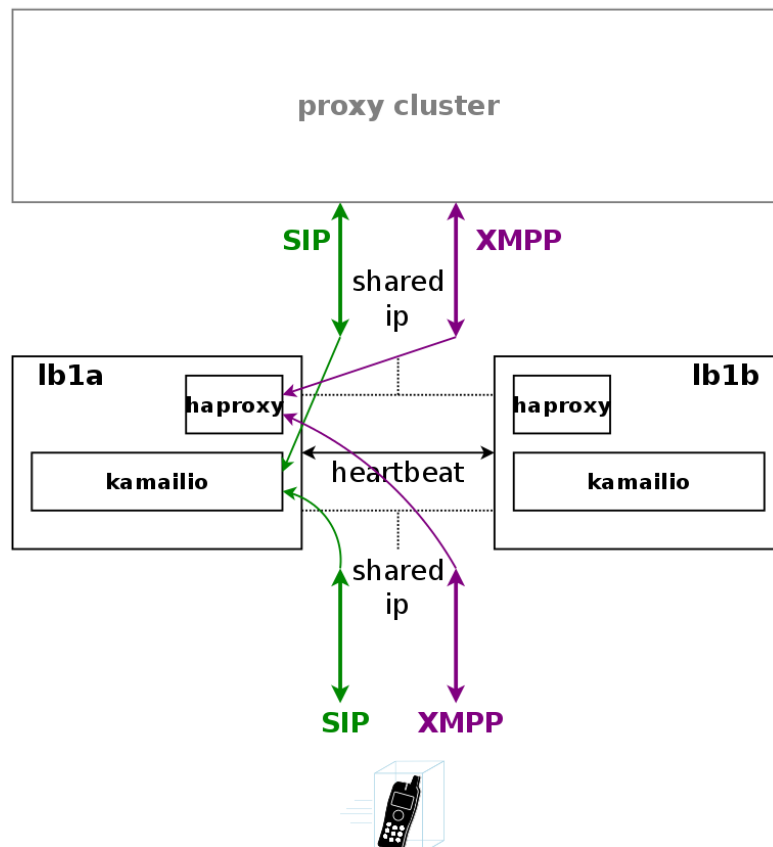 proxy cluster
SIP
XMPP
shared
ip
lb1a
lb1b
haproxy
haproxy
heartbeat
kamailio
kamailio
shared
ip
SIP
XMPP